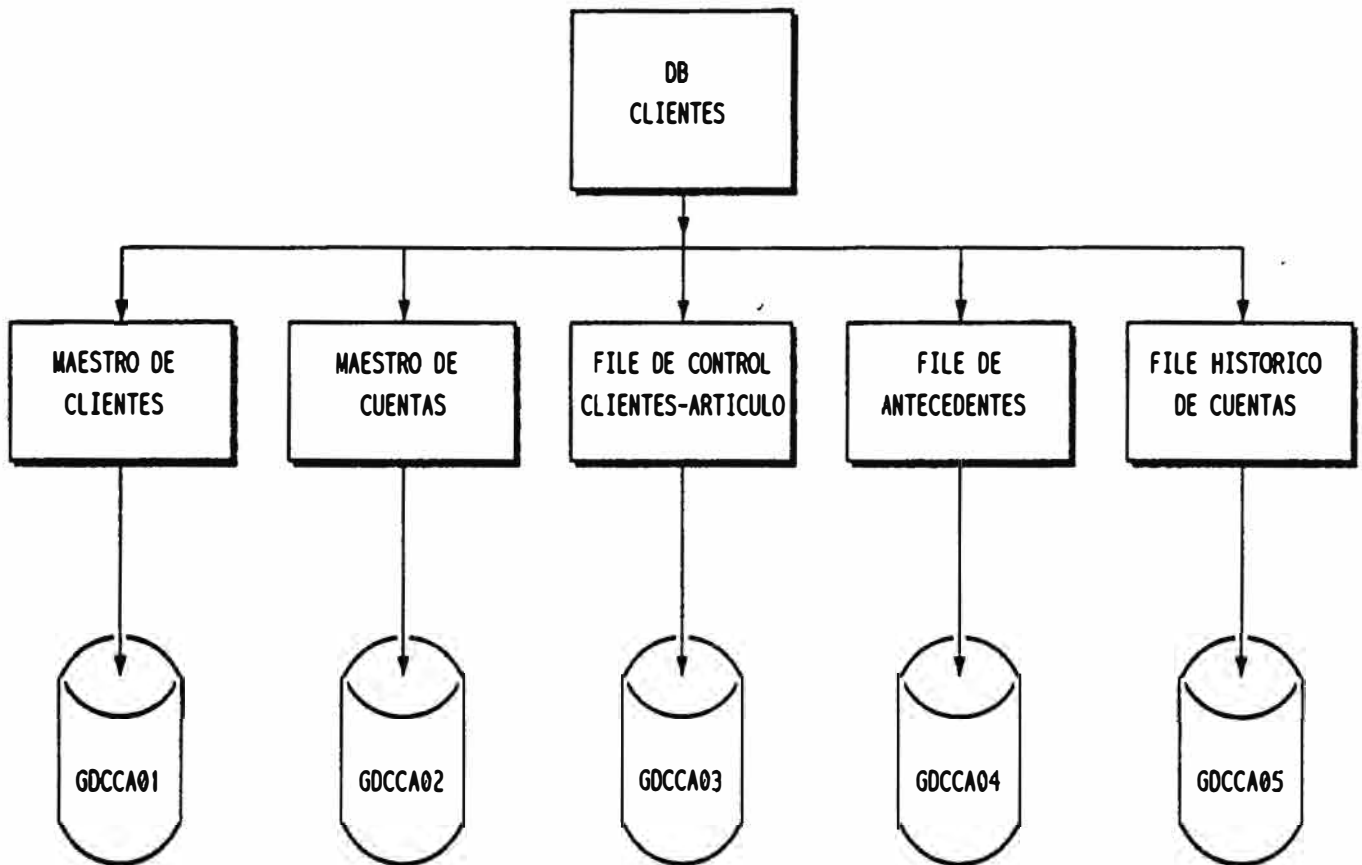 DB
CLIENTES
MAESTRO DE
CLIENTES
MAESTRO DE
CUENTAS
FILE DE CONTROL
CLIENTES-ARTICULO
FILE DE
ANTECEDENTES
FILE HISTORICO
DE CUENTAS
GDCCA01
GDCCA02
GDCCA03
GDCCA04
GDCCA05